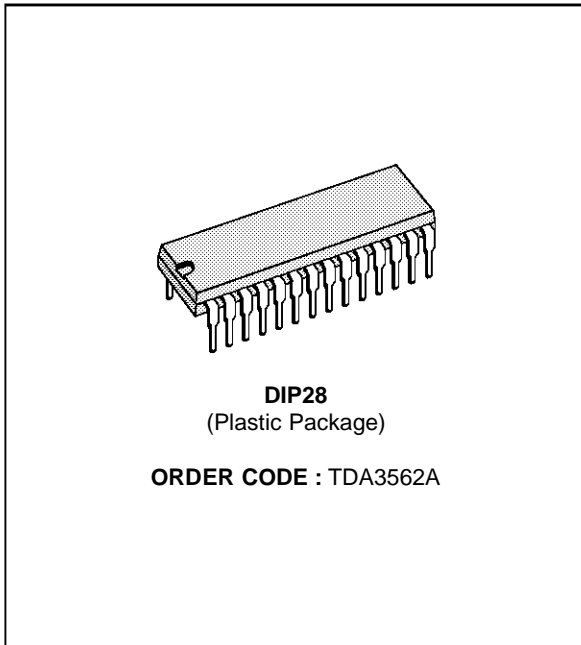 DIP28
(Plastic Package)
ORDER CODE : TDA3562A